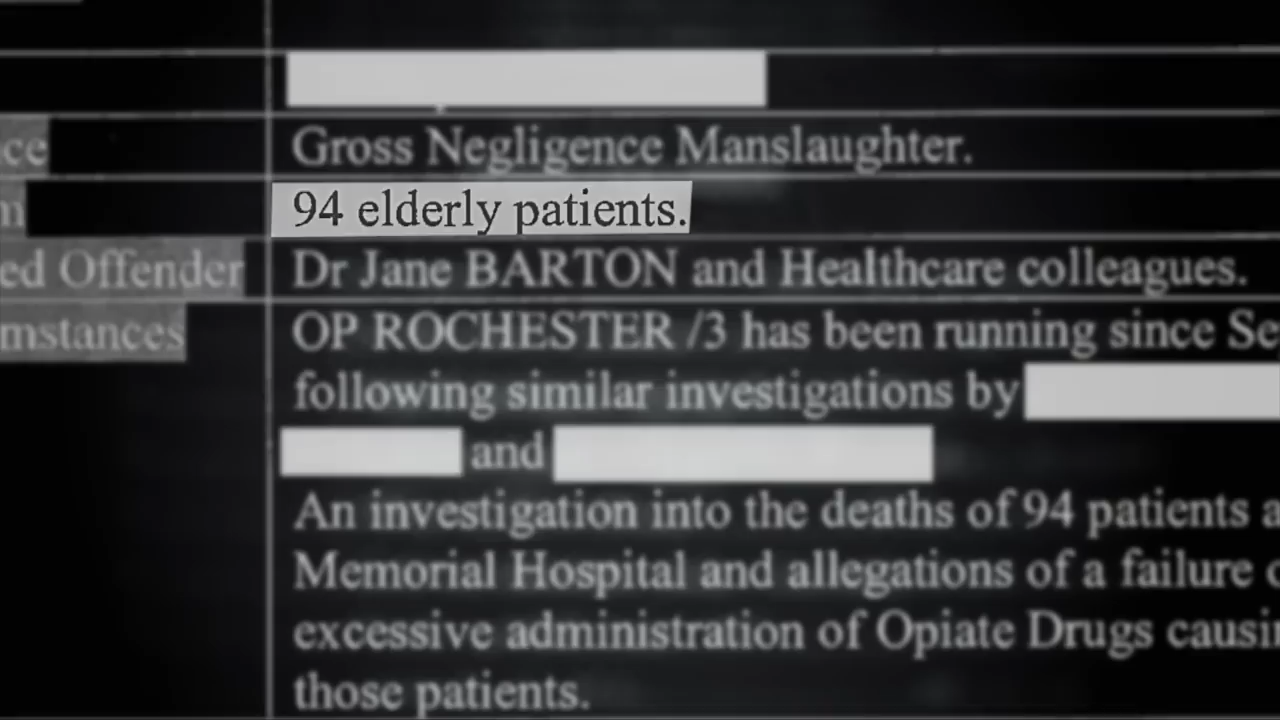 ce Gross Negligence Manslaughter.
94 elderly patients.
ed Offender Dr Jane BARTON and Healthcare colleagues.
mstances OP ROCHESTER /3 has been running since Se
following similar investigations by
and
An investigation into the deaths of 94 patients a
Memorial Hospital and allegations of a failure
excessive administration of Opiate Drugs causi
those patients.